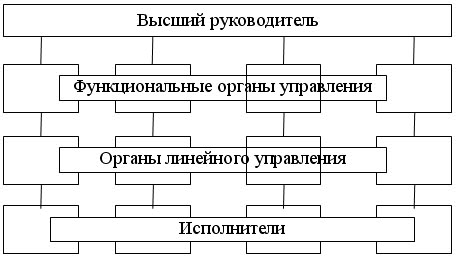 Высший руководитель
Функциональные органы управления
Органы линейного управления
Исполнители